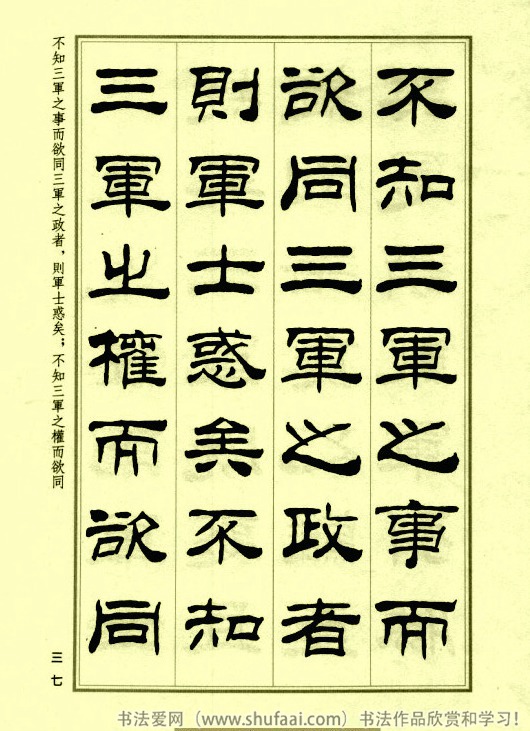 不知三軍之事而
欲同三軍之政者
則軍士惑矣不知
三軍之權而欲同
不知三軍之事而欲同三軍之政者，則軍士惑矣；不知三軍之權而欲同
三七
书法爱网（www.shufaai.com）书法作品欣赏和学习！